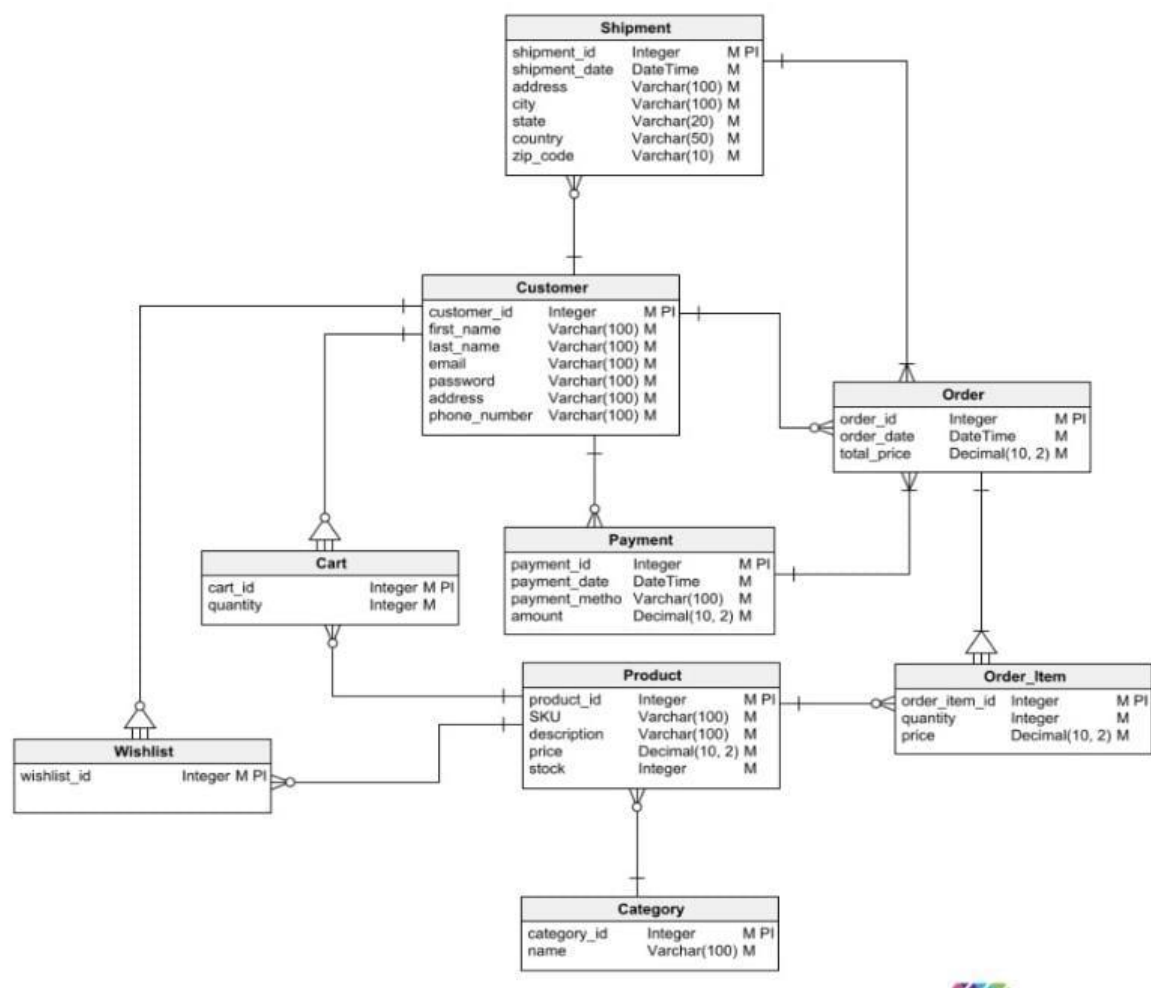 Shipment
shipment_id Integer M PI
shipment_date DateTime M
address Varchar(100) M
city Varchar(100) M
state Varchar(20) M
country Varchar(50) M
zip_code Varchar(10) M
Customer
customer_id Integer M PI
first_name Varchar(100) M
last_name Varchar(100) M
email Varchar(100) M
password Varchar(100) M
address Varchar(100) M
phone_number Varchar(100) M
Order
order_id Integer M PI
order_date DateTime M
total_price Decimal(10, 2) M
Payment
payment_id Integer M PI
payment_date DateTime M
payment_metho Varchar(100) M
amount Decimal(10, 2) M
Cart
cart_id Integer M PI
quantity Integer M
Product
product_id Integer M PI
SKU Varchar(100) M
description Varchar(100) M
price Decimal(10, 2) M
stock Integer M
Order_Item
order_item_id Integer M PI
quantity Integer M
price Decimal(10, 2) M
Wishlist
wishlist_id Integer M PI
Category
category_id Integer M PI
name Varchar(100) M